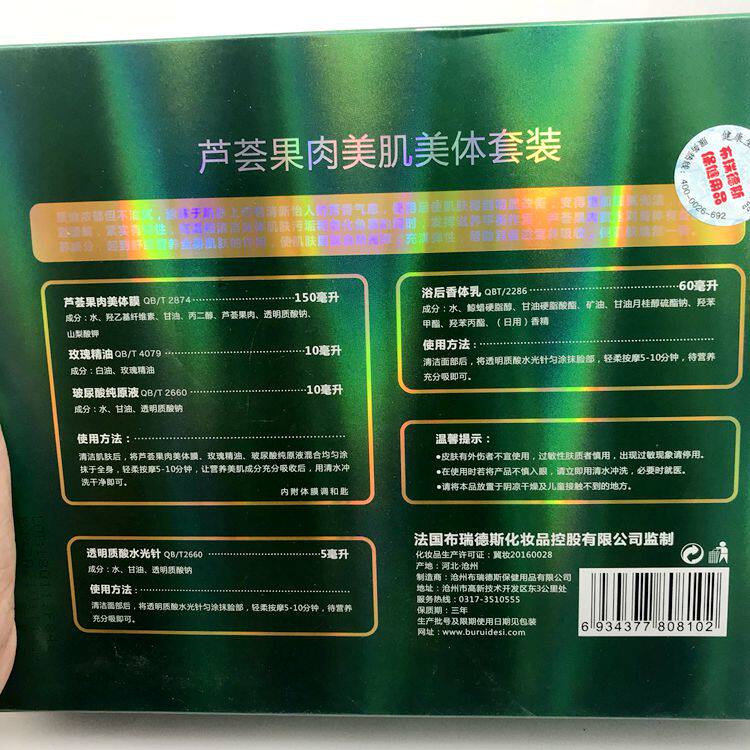 芦荟果肉美肌美体套装
健康
布瑞德斯
保健用品
服务热线：400-0026-692
芦荟果肉美体膜 QB/T 2874 150毫升
成分：水、羟乙基纤维素、甘油、丙二醇、芦荟果肉、透明质酸钠、
山梨酸钾
玫瑰精油 QB/T 4079 10毫升
成分：白油、玫瑰精油
玻尿酸纯原液 QB/T 2660 10毫升
成分：水、甘油、透明质酸钠
使用方法：
清洁肌肤后，将芦荟果肉美体膜、玫瑰精油、玻尿酸纯原液混合均匀涂
抹于全身，轻柔按摩5-10分钟，让营养美肌成分充分吸收后，用清水冲
洗干净即可。
内附体膜调和匙
透明质酸水光针 QB/T2660 5毫升
成分：水、甘油、透明质酸钠
使用方法：
清洁面部后，将透明质酸水光针匀涂抹脸部，轻柔按摩5-10分钟，待营养
充分吸即可。
浴后香体乳 QBT/2286 60毫升
成分：水、鲸蜡硬脂醇、甘油硬脂酸酯、矿油、甘油月桂醇硫酯钠、羟苯
甲酯、羟苯丙酯、（日用）香精
使用方法：
清洁面部后，将透明质酸水光针匀涂抹脸部，轻柔按摩5-10分钟，待营养
充分吸即可。
温馨提示：
●皮肤有外伤者不宜使用，过敏性肤质者慎用，出现过敏现象请停用。
●在使用时若将产品不慎入眼，请立即用清水冲洗，必要时就医。
●请将本品放置于阴凉干燥及儿童接触不到的地方。
法国布瑞德斯化妆品控股有限公司监制
化妆品生产许可证：冀妆20160028
产地：河北·沧州
制造商：沧州布瑞德斯保健用品有限公司
地址：沧州市高新技术开发区东3公里处
服务热线：0317-3510555
保质期：三年
生产批号及限期使用日期见包装
网址：www.buruidesi.com
6 934377 808102